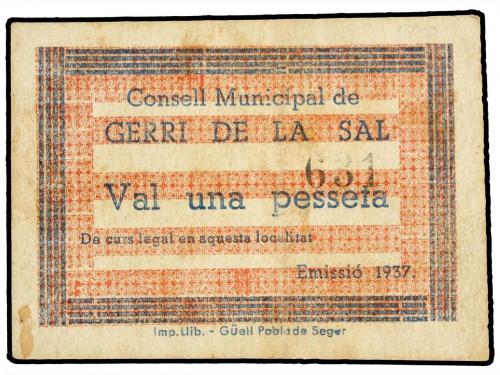 Consell Municipal de
GERRI DE LA SAL
631
Val una pesseta
De curs legal en aquesta localitat
Emissió 1937.
Imp. Llib. - Güell Pobla de Seger